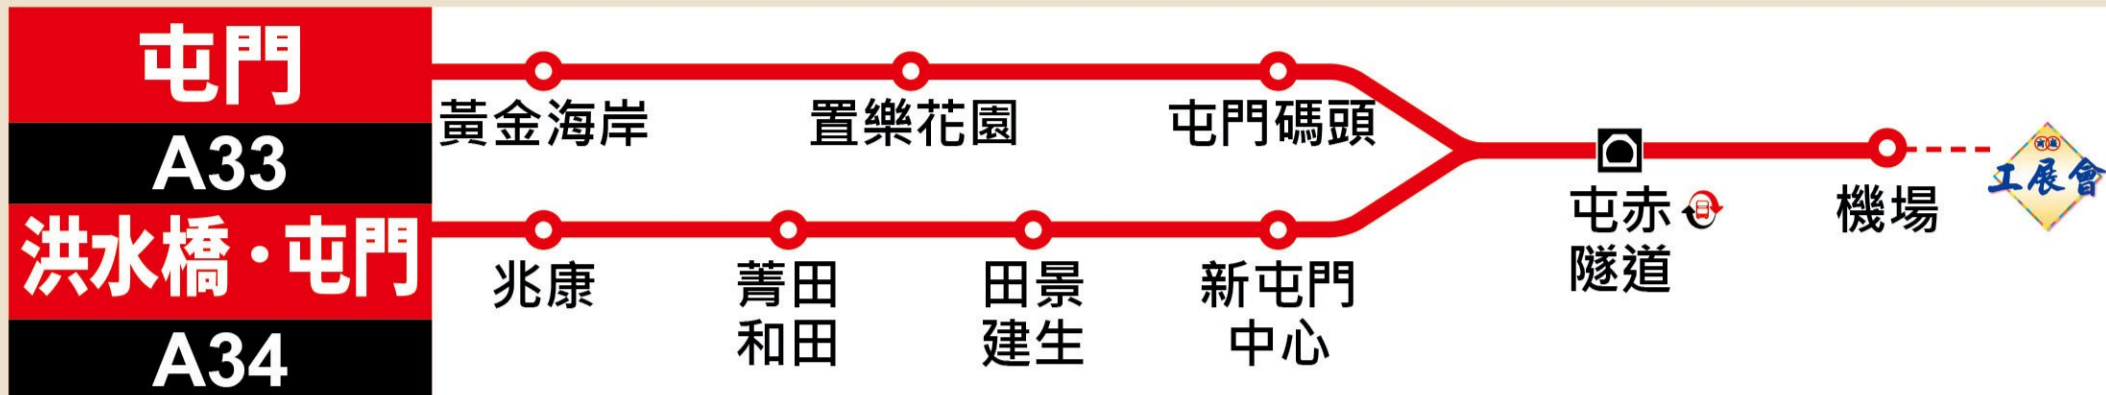 屯門
A33
黃金海岸
置樂花園
屯門碼頭
洪水橋・屯門
A34
兆康
菁田
和田
田景
建生
新屯門
中心
屯赤
隧道
機場
工展會